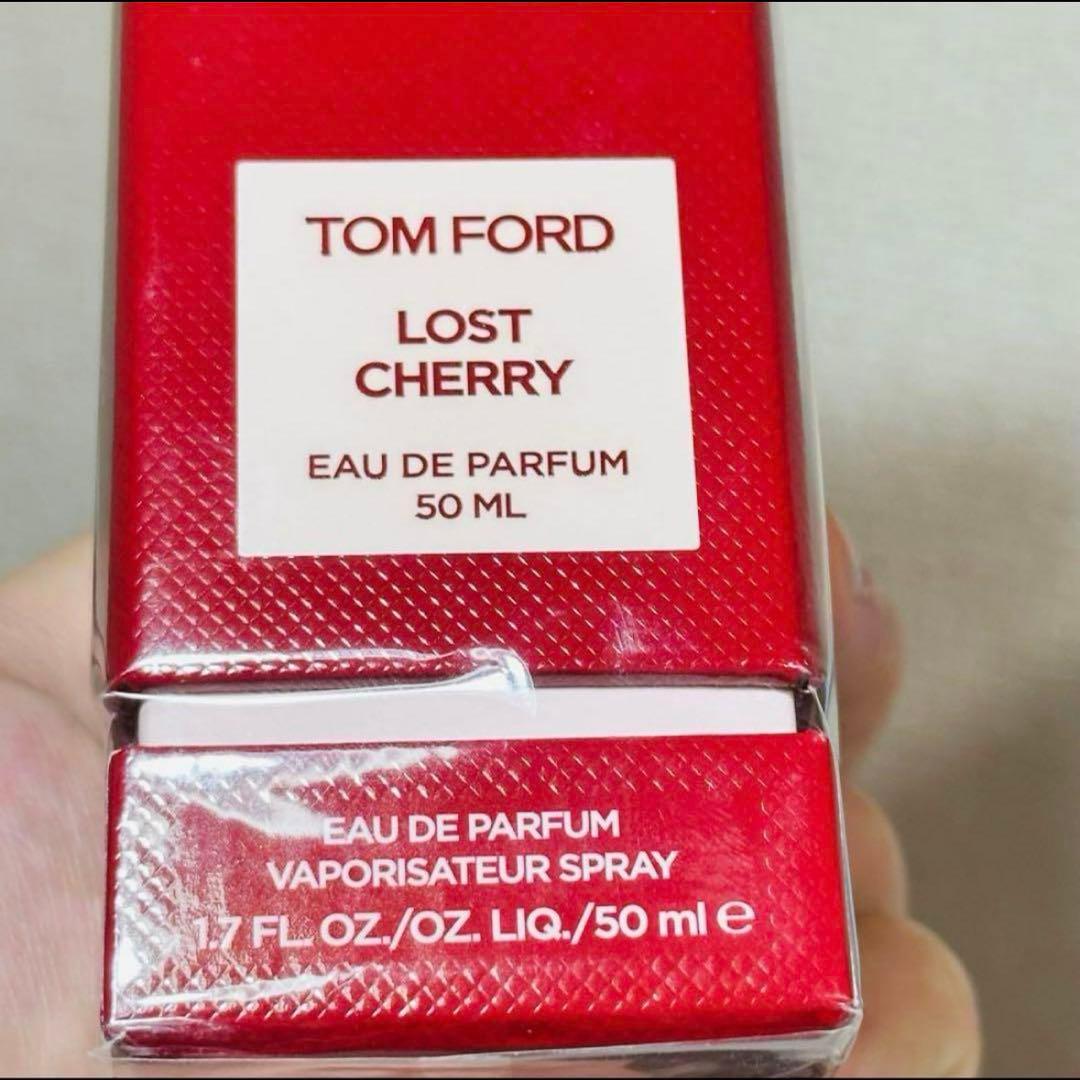 TOM FORD
LOST
CHERRY
EAU DE PARFUM
50 ML
EAU DE PARFUM
VAPORISATEUR SPRAY
1.7 FL. OZ./OZ. LIQ./50 ml ℮